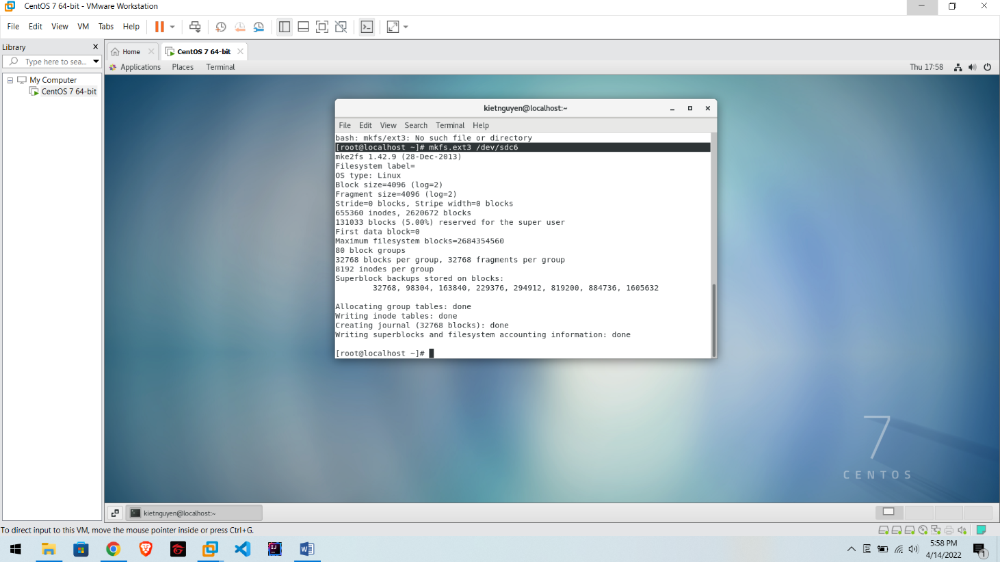 CentOS 7 64-bit - VMware Workstation
File Edit View VM Tabs Help
Library
Type here to sea...
My Computer
CentOS 7 64-bit
Home
CentOS 7 64-bit
Applications Places Terminal
Thu 17:58
kietnguyen@localhost:~
File Edit View Search Terminal Help
bash: mkfs/ext3: No such file or directory
[root@localhost ~]# mkfs.ext3 /dev/sdc6
mke2fs 1.42.9 (28-Dec-2013)
Filesystem label=
OS type: Linux
Block size=4096 (log=2)
Fragment size=4096 (log=2)
Stride=0 blocks, Stripe width=0 blocks
655360 inodes, 2620672 blocks
131033 blocks (5.00%) reserved for the super user
First data block=0
Maximum filesystem blocks=2684354560
80 block groups
32768 blocks per group, 32768 fragments per group
8192 inodes per group
Superblock backups stored on blocks:
32768, 98304, 163840, 229376, 294912, 819200, 884736, 1605632
Allocating group tables: done
Writing inode tables: done
Creating journal (32768 blocks): done
Writing superblocks and filesystem accounting information: done
[root@localhost ~]#
7
CENTOS
kietnguyen@localhost:~
To direct input to this VM, move the mouse pointer inside or press Ctrl+G.
5:58 PM
4/14/2022
1